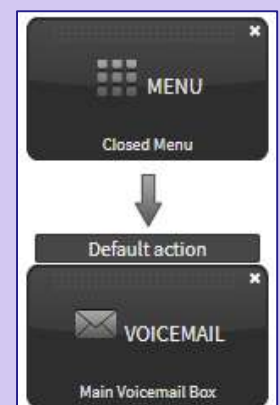 MENU
Closed Menu
Default action
VOICEMAIL
Main Voicemail Box